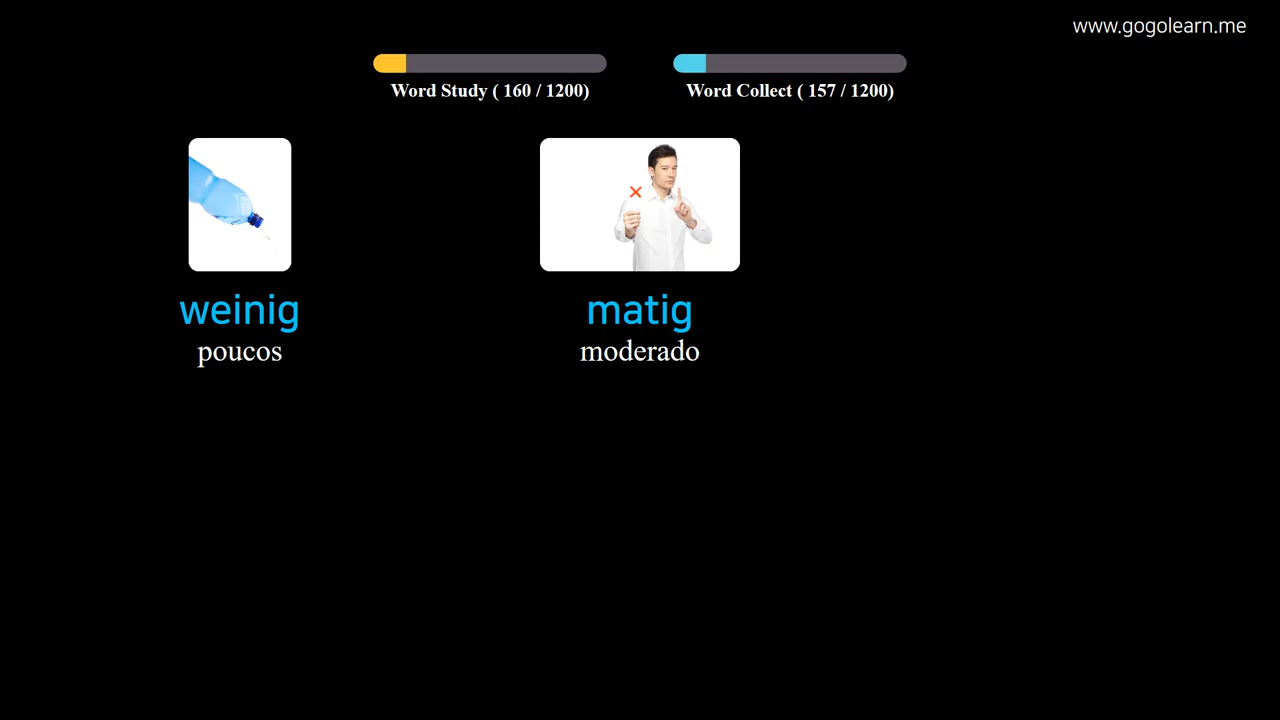 www.gogolearn.me
Word Study ( 160 / 1200)
Word Collect ( 157 / 1200)
weinig
matig
poucos
moderado